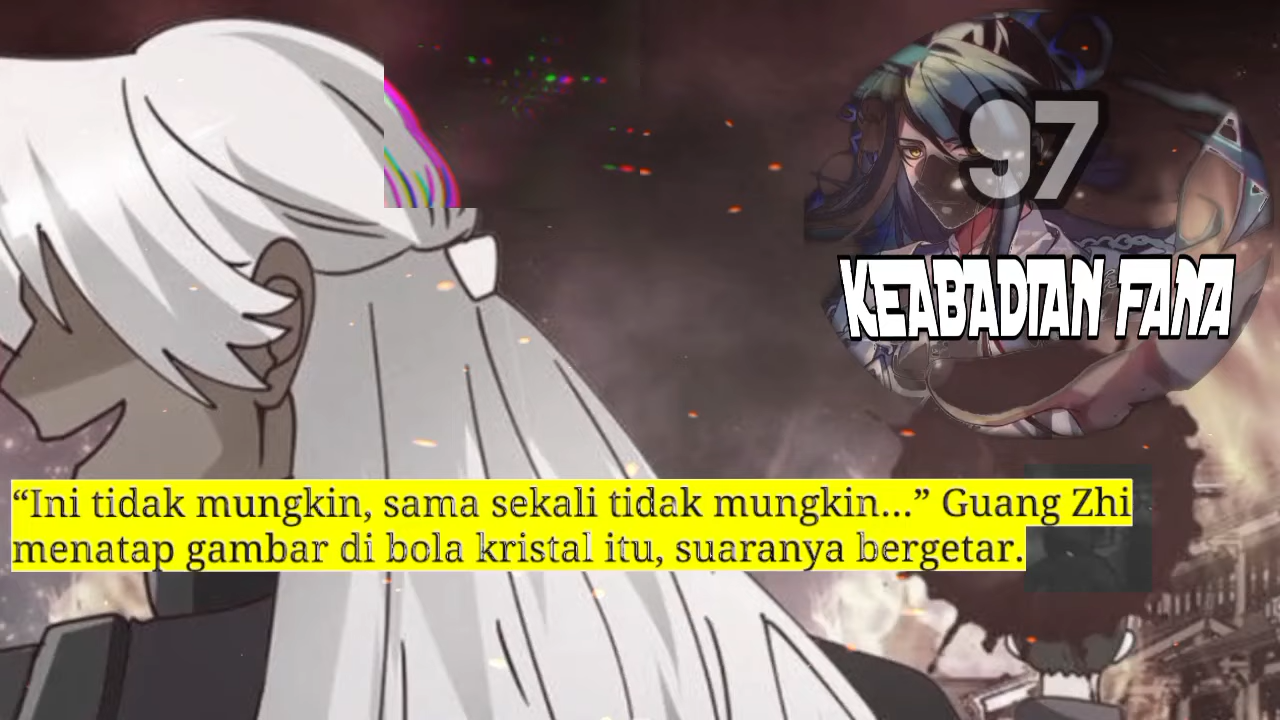 97
KEABADIAN FANA
“Ini tidak mungkin, sama sekali tidak mungkin...” Guang Zhi
menatap gambar di bola kristal itu, suaranya bergetar.